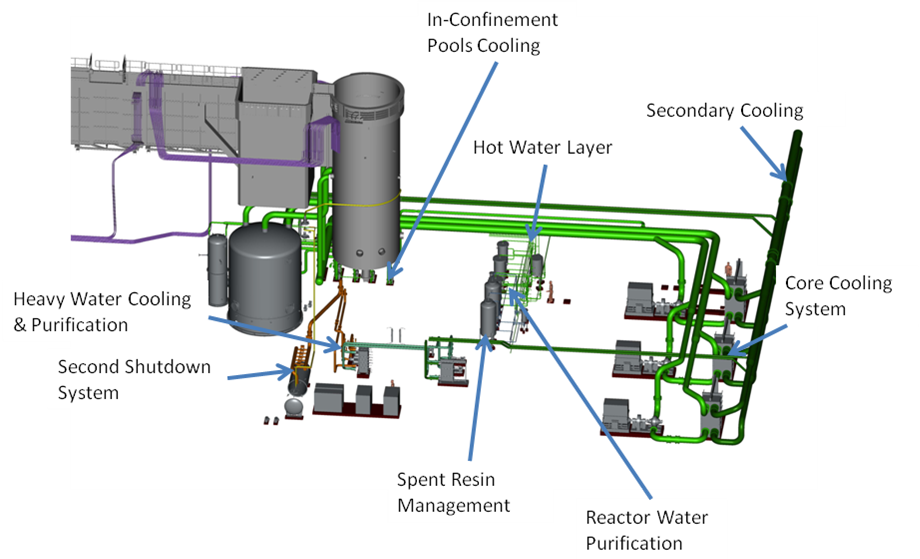 In-Confinement
Pools Cooling
Secondary Cooling
Hot Water Layer
Core Cooling
System
Heavy Water Cooling
& Purification
Second Shutdown
System
Spent Resin
Management
Reactor Water
Purification